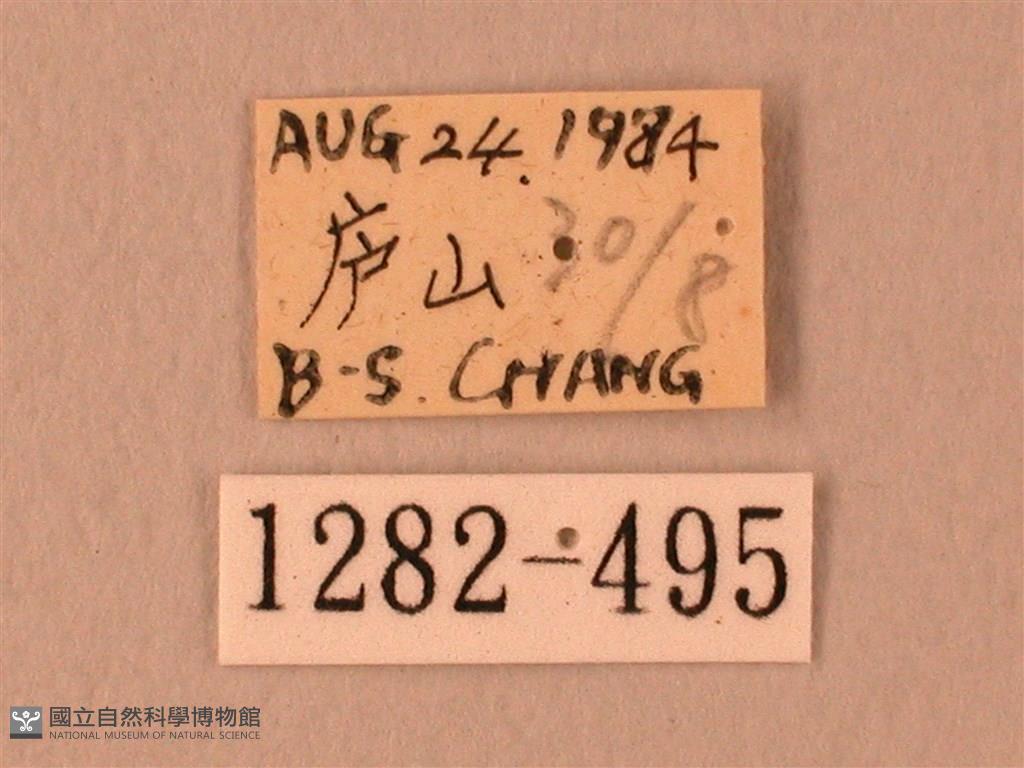 AUG 24. 1984
庐山 30/8
B-S. CHANG
1282-495
國立自然科學博物館
NATIONAL MUSEUM OF NATURAL SCIENCE